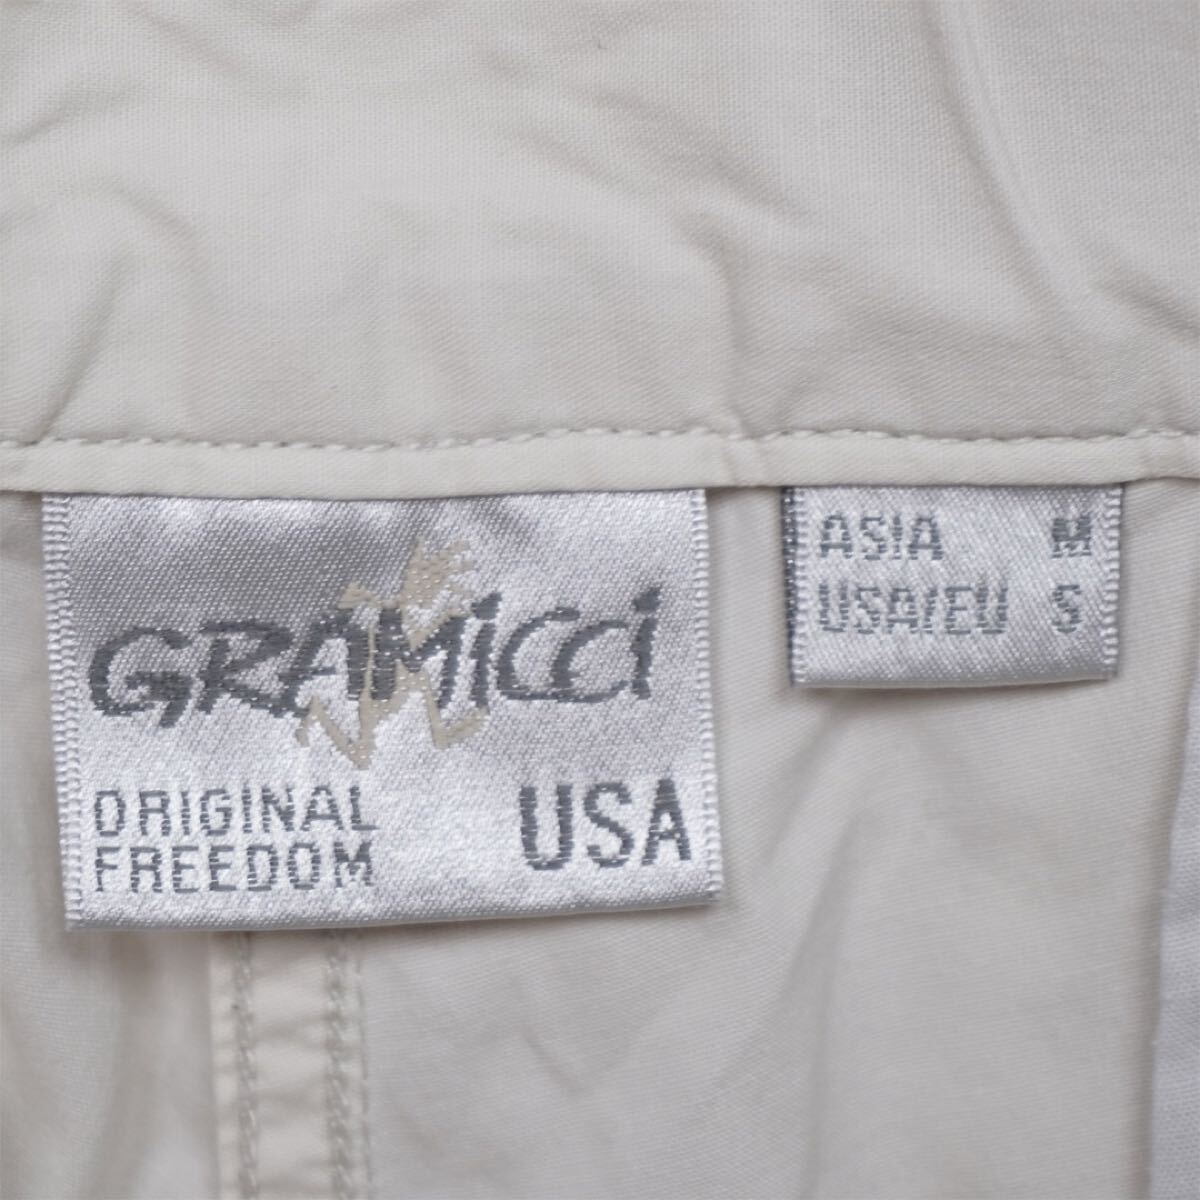 GRAMiCCi
ORIGINAL
FREEDOM
USA
ASIA M
USA/EU S